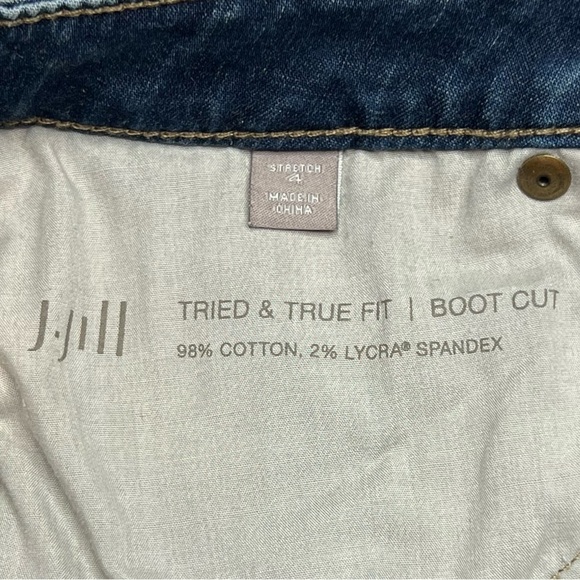 STRETCH
4
MADE IN
CHINA
J.Jill
TRIED & TRUE FIT | BOOT CUT
98% COTTON, 2% LYCRA® SPANDEX